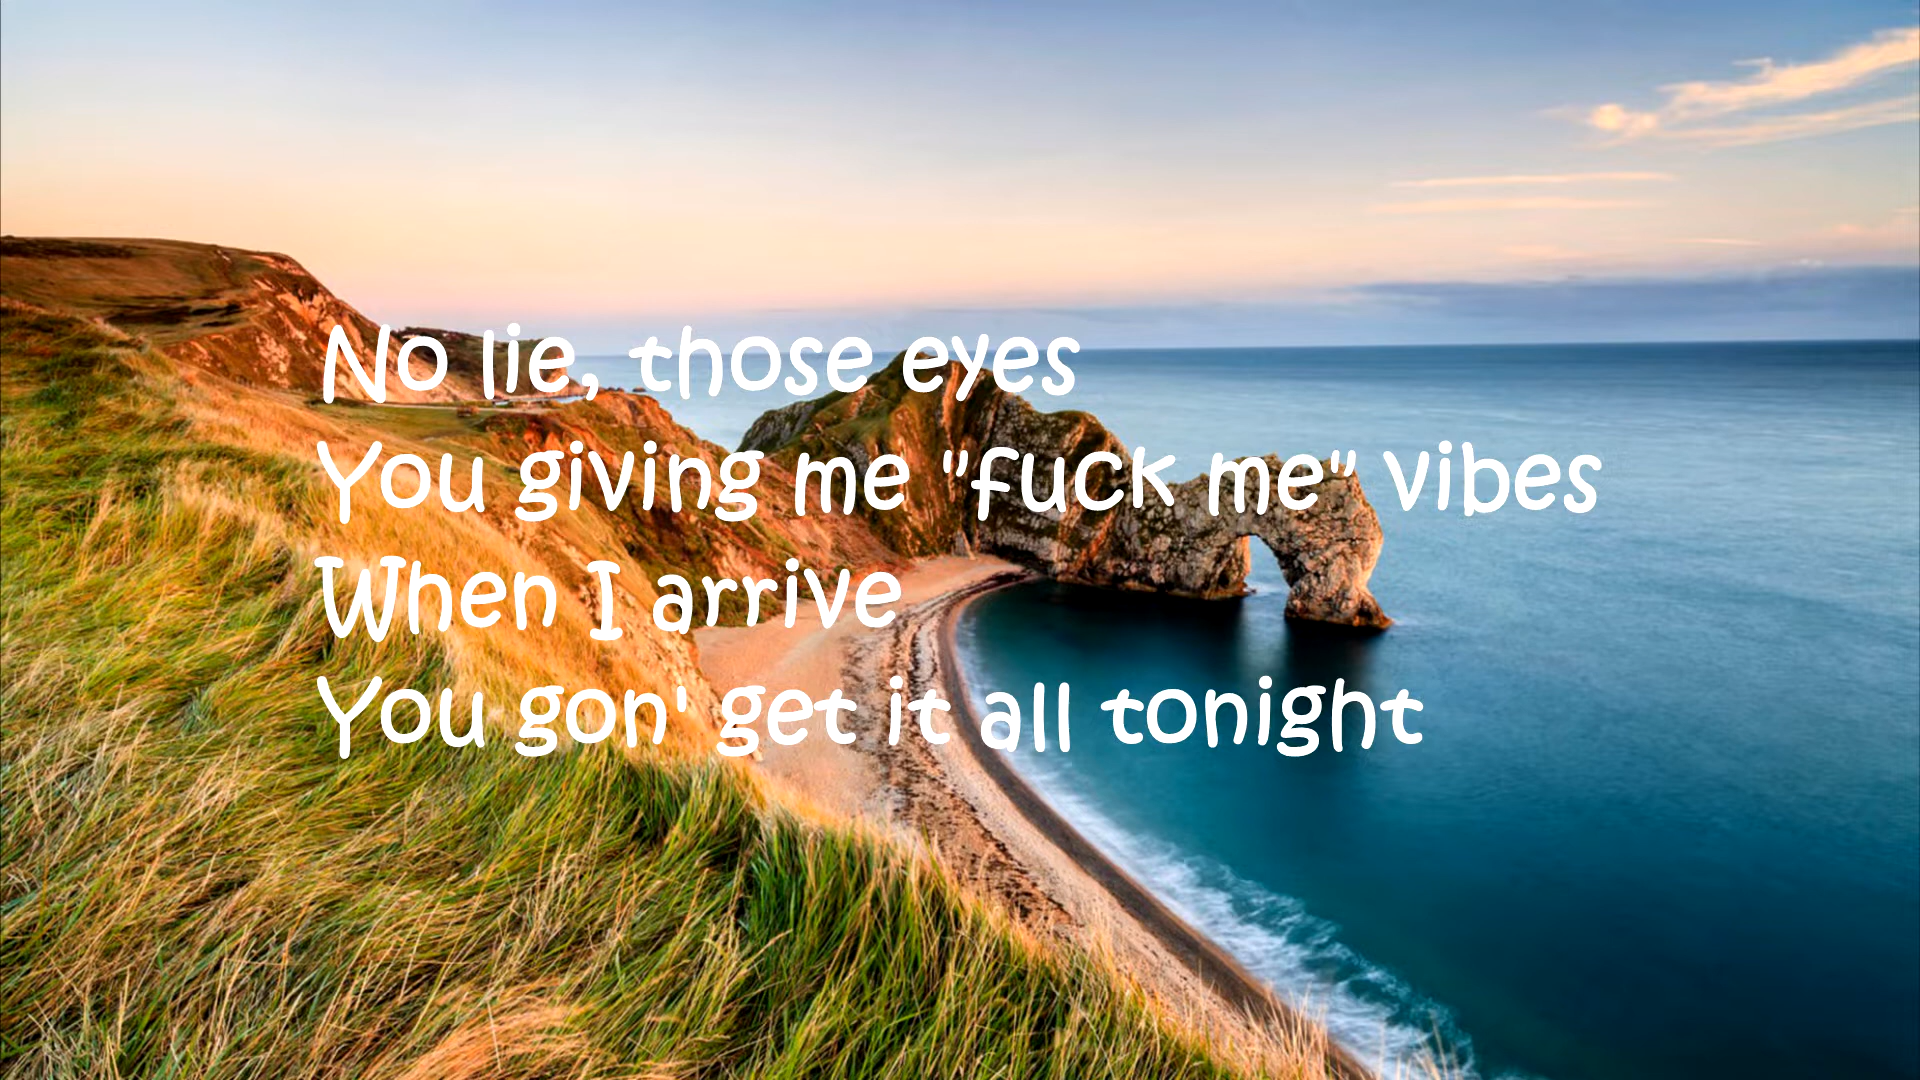 No lie, those eyes
You giving me "fuck me" vibes
When I arrive
You gon' get it all tonight